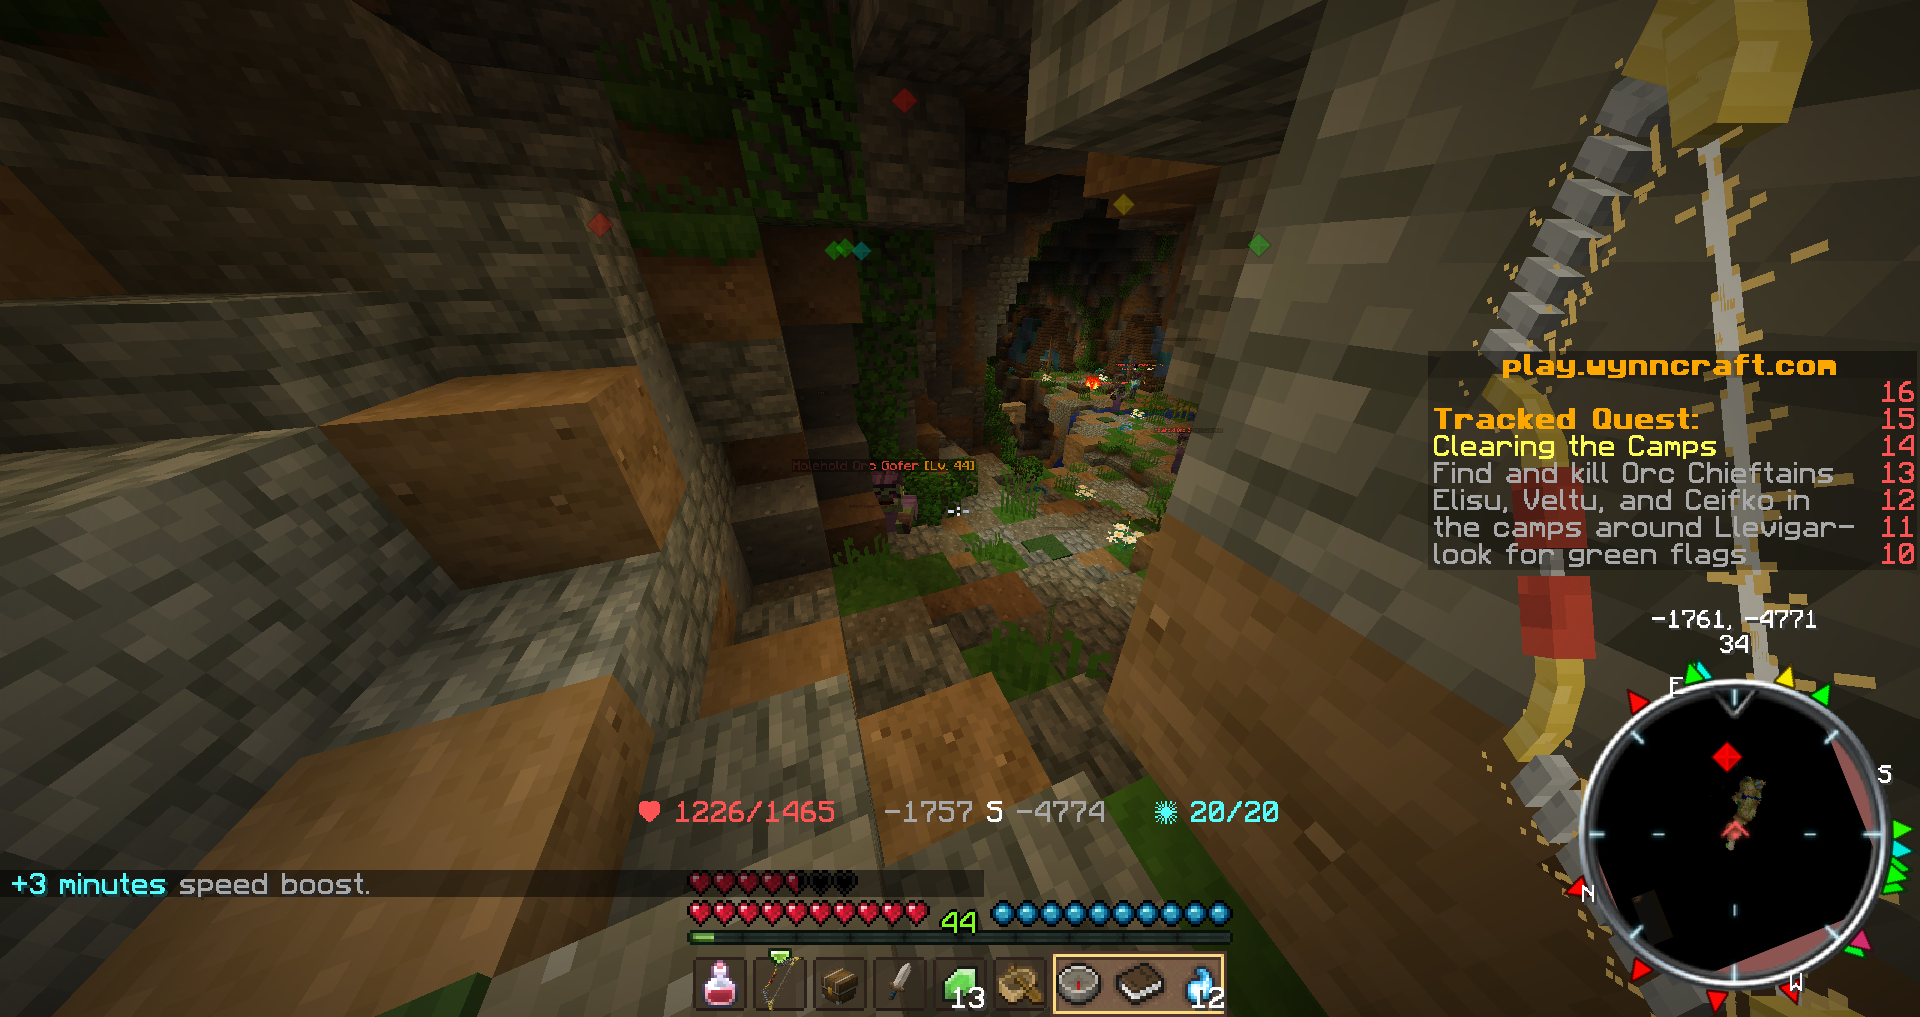 play.wynncraft.com
16
Tracked Quest: 15
Clearing the Camps 14
Find and kill Orc Chieftains 13
Elisu, Veltu, and Ceifko in 12
the camps around Llevigar- 11
look for green flags 10
Molehold Orc Gofer [Lv. 44]
-1761, -4771
34
E
S
N
W
1226/1465 -1757 S -4774 20/20
+3 minutes speed boost.
44
13
12